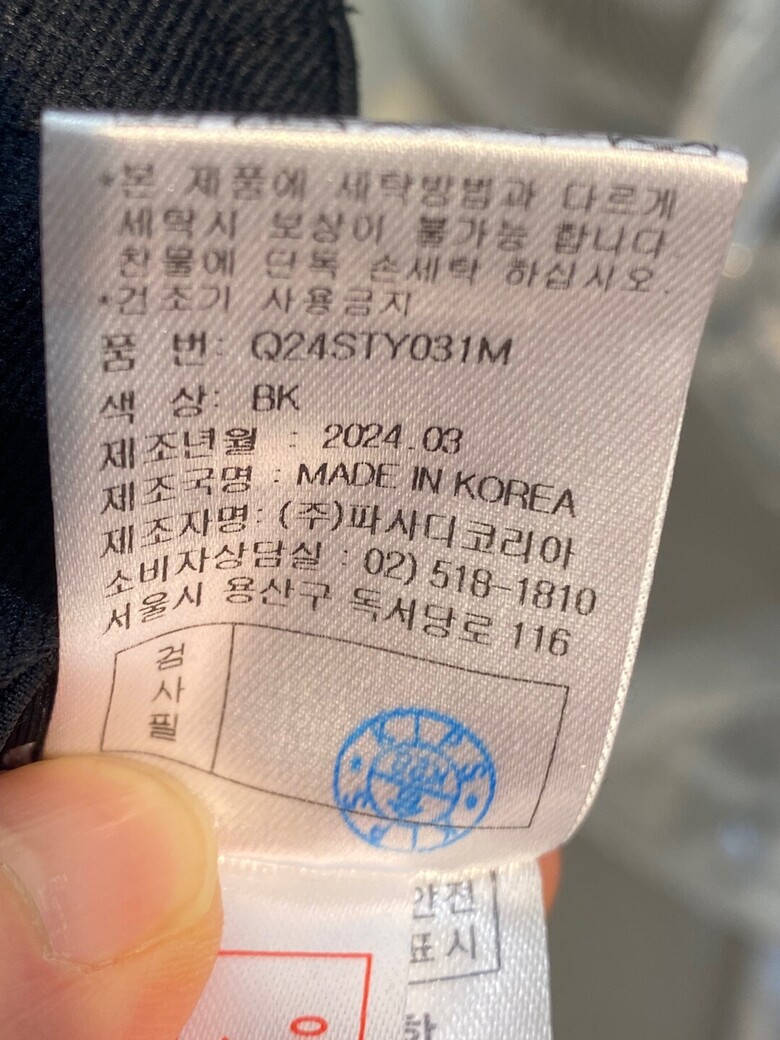 *본 제품에 세탁방법과 다르게
세탁시 보상이 불가능 합니다.
찬물에 단독 손세탁 하십시오.
*건조기 사용금지
품 번: Q24STY031M
색 상: BK
제조년월 : 2024.03
제조국명 : MADE IN KOREA
제조자명: (주)파사디코리아
소비자상담실 : 02) 518-1810
서울시 용산구 독서당로 116
검사필
표시